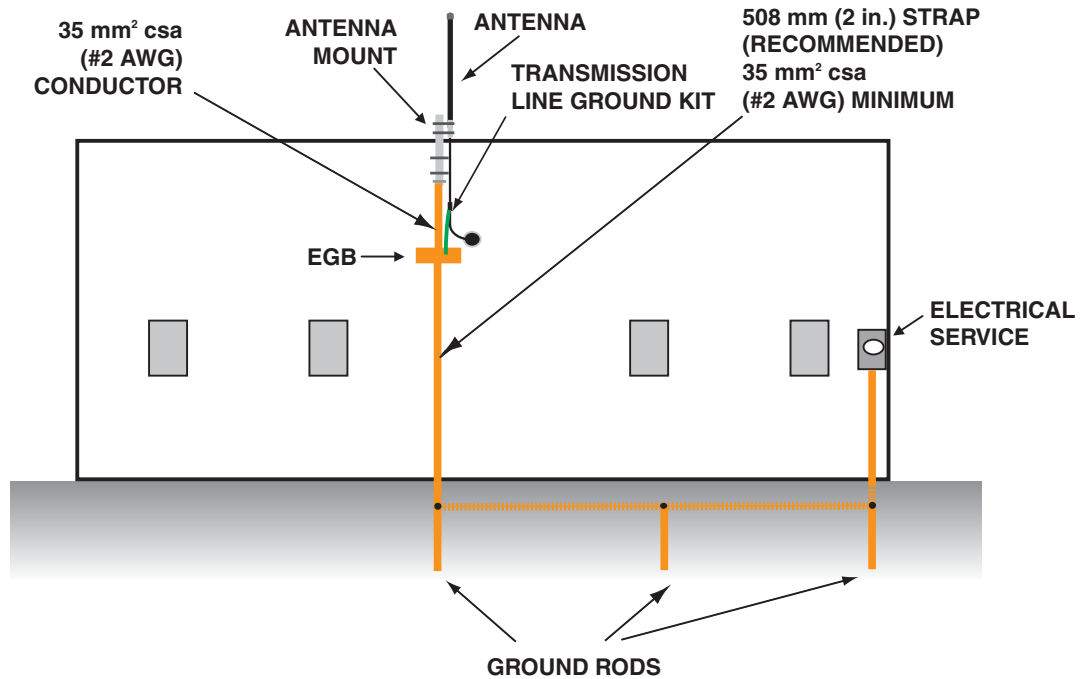 35 mm² csa
(#2 AWG)
CONDUCTOR
ANTENNA
MOUNT
ANTENNA
TRANSMISSION
LINE GROUND KIT
508 mm (2 in.) STRAP
(RECOMMENDED)
35 mm² csa
(#2 AWG) MINIMUM
EGB
ELECTRICAL
SERVICE
GROUND RODS